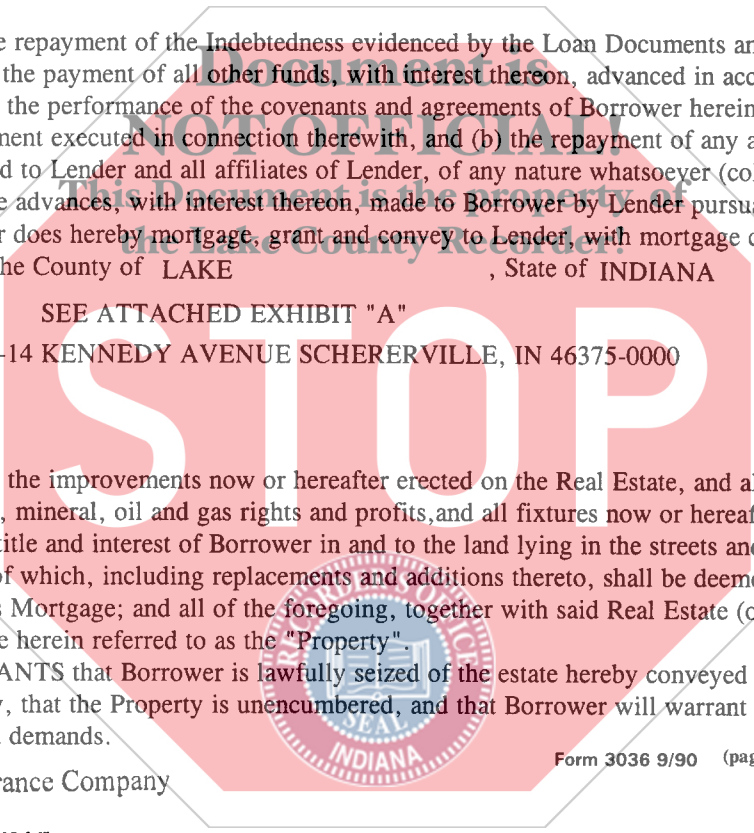 e repayment of the Indebtedness evidenced by the Loan Documents an
Document is
the payment of all other funds, with interest thereon, advanced in acc
the performance of the covenants and agreements of Borrower herein
NOT OFFICIAL!
ment executed in connection therewith, and (b) the repayment of any a
d to Lender and all affiliates of Lender, of any nature whatsoever (co
This Document is the property of
e advances, with interest thereon, made to Borrower by Lender pursua
r does hereby mortgage, grant and convey to Lender, with mortgage c
the Lake County Recorder!
he County of LAKE , State of INDIANA
SEE ATTACHED EXHIBIT "A"
-14 KENNEDY AVENUE SCHERERVILLE, IN 46375-0000
STOP
the improvements now or hereafter erected on the Real Estate, and a
, mineral, oil and gas rights and profits,and all fixtures now or hereaf
title and interest of Borrower in and to the land lying in the streets and
of which, including replacements and additions thereto, shall be deeme
s Mortgage; and all of the foregoing, together with said Real Estate (o
e herein referred to as the "Property".
RECORDER'S OFFICE
ANTS that Borrower is lawfully seized of the estate hereby conveyed
y, that the Property is unencumbered, and that Borrower will warrant
SEAL
demands.
INDIANA
Form 3036 9/90 (pag
rance Company